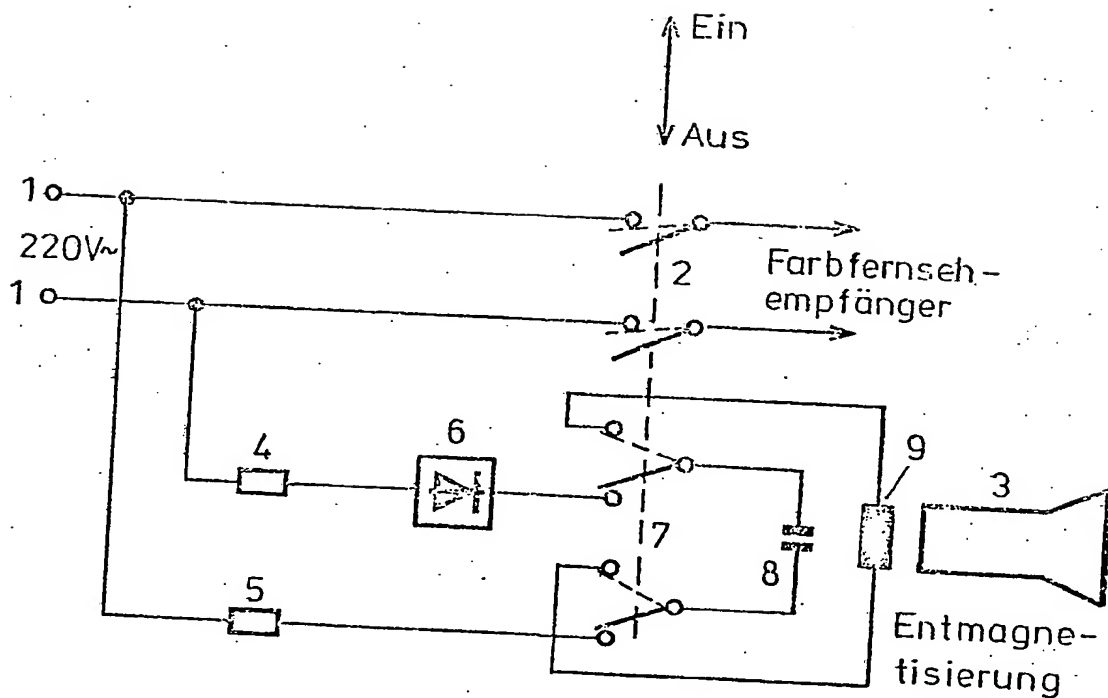 Ein
Aus
1
220V~
1
2
Farbfernseh-
empfänger
4
6
9
3
7
8
5
Entmagne-
tisierung